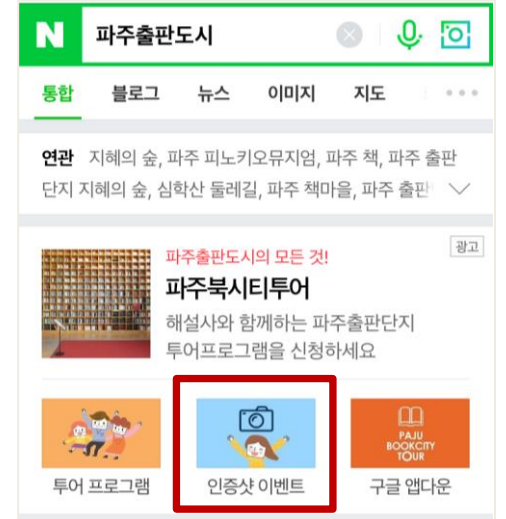 N 파주출판도시
통합 블로그 뉴스 이미지 지도
연관 지혜의 숲, 파주 피노키오뮤지엄, 파주 책, 파주 출판
단지 지혜의 숲, 심학산 둘레길, 파주 책마을, 파주 출판
광고
파주출판도시의 모든 것!
파주북시티투어
해설사와 함께하는 파주출판단지
투어프로그램을 신청하세요
PAJU
BOOKCITY
TOUR
투어 프로그램 인증샷 이벤트 구글 앱다운